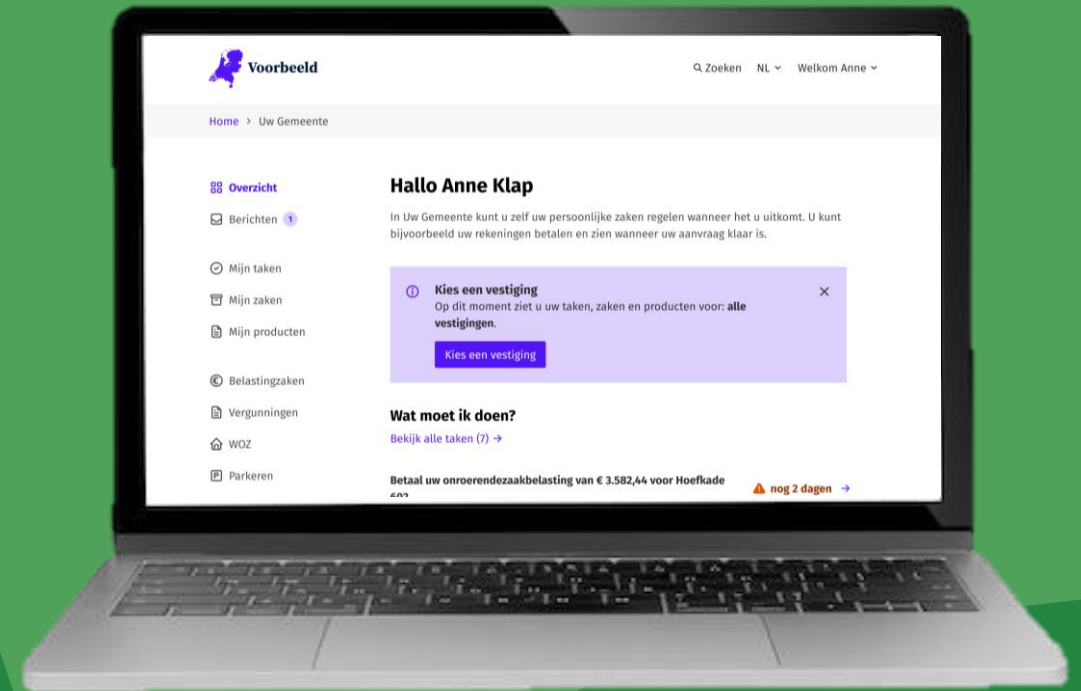 Voorbeeld
Zoeken NL Welkom Anne
Home > Uw Gemeente
Overzicht
Berichten 1
Mijn taken
Mijn zaken
Mijn producten
Belastingzaken
Vergunningen
WOZ
Parkeren
Hallo Anne Klap
In Uw Gemeente kunt u zelf uw persoonlijke zaken regelen wanneer het u uitkomt. U kunt
bijvoorbeeld uw rekeningen betalen en zien wanneer uw aanvraag klaar is.
Kies een vestiging
Op dit moment ziet u uw taken, zaken en producten voor: alle
vestigingen.
Kies een vestiging
Wat moet ik doen?
Bekijk alle taken (7) →
Betaal uw onroerendezaakbelasting van € 3.582,44 voor Hoefkade
nog 2 dagen →